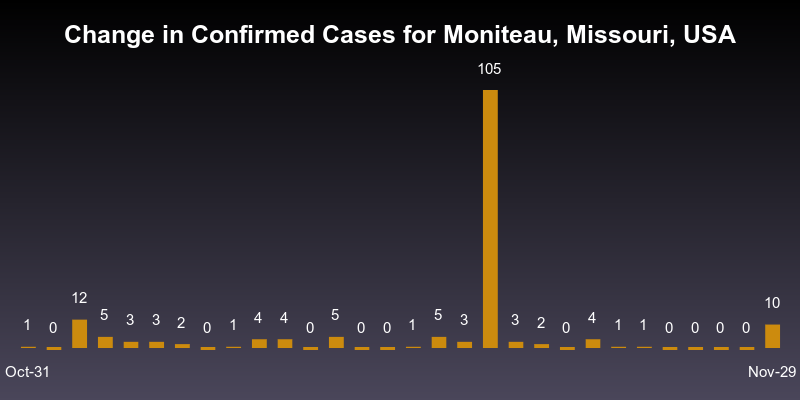 Change in Confirmed Cases for Moniteau, Missouri, USA
105
1 0 12 5 3 3 2 0 1 4 4 0 5 0 0 1 5 3 3 2 0 4 1 1 0 0 0 0 10
Oct-31 Nov-29